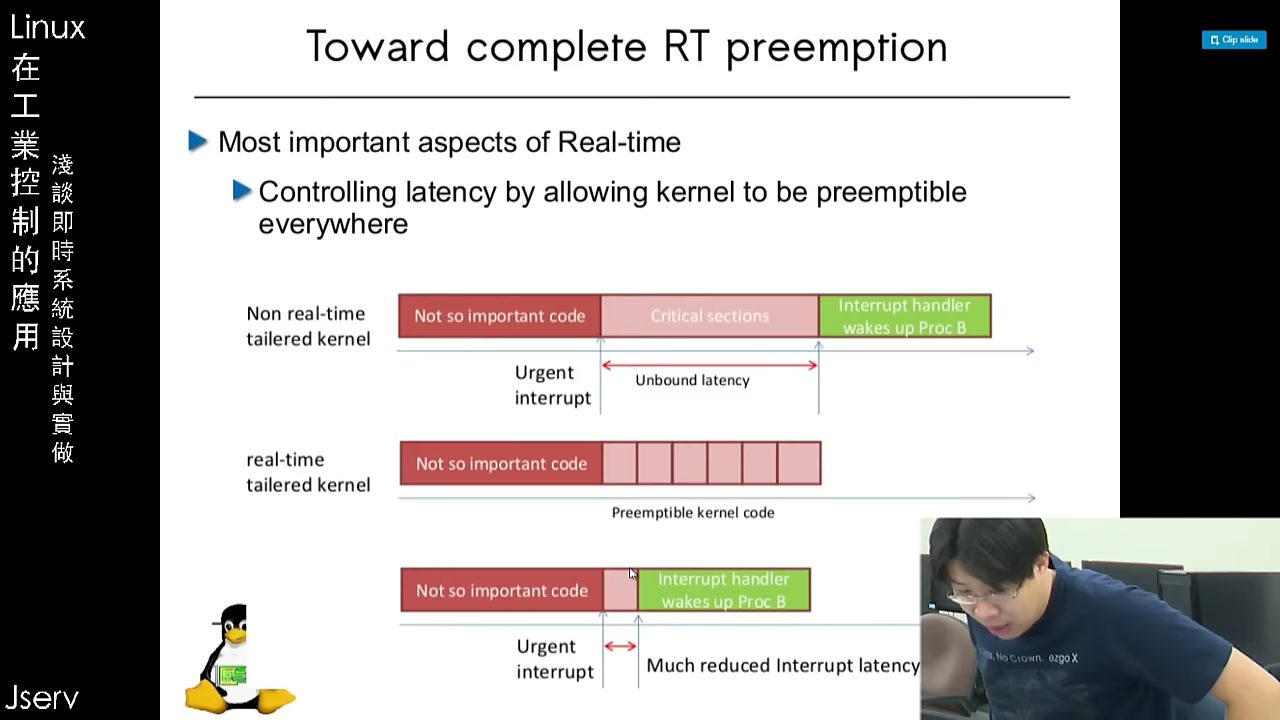 Linux
在工業控制的應用
淺談即時系統設計與實做
Jserv
Toward complete RT preemption
Clip slide
Most important aspects of Real-time
Controlling latency by allowing kernel to be preemptible
everywhere
Non real-time
tailered kernel
Not so important code
Critical sections
Interrupt handler
wakes up Proc B
Urgent
interrupt
Unbound latency
real-time
tailered kernel
Not so important code
Preemptible kernel code
Not so important code
Interrupt handler
wakes up Proc B
Urgent
interrupt
Much reduced Interrupt latency
No Crown. ezgo X